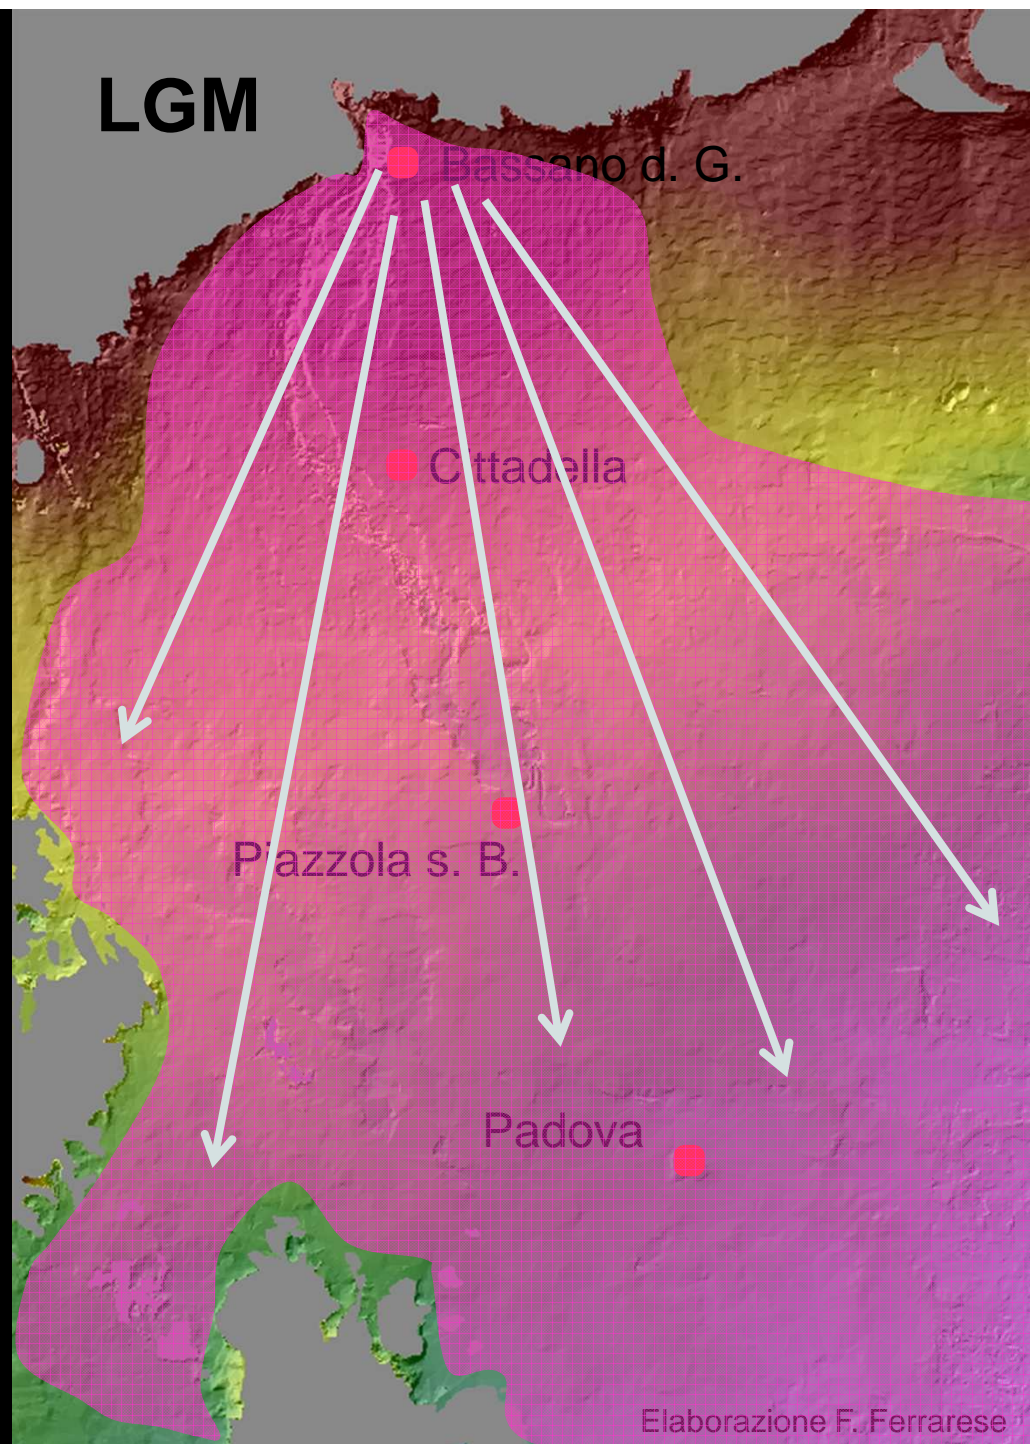 LGM
Bassano d. G.
Cittadella
Piazzola s. B.
Padova
Elaborazione F. Ferrarese